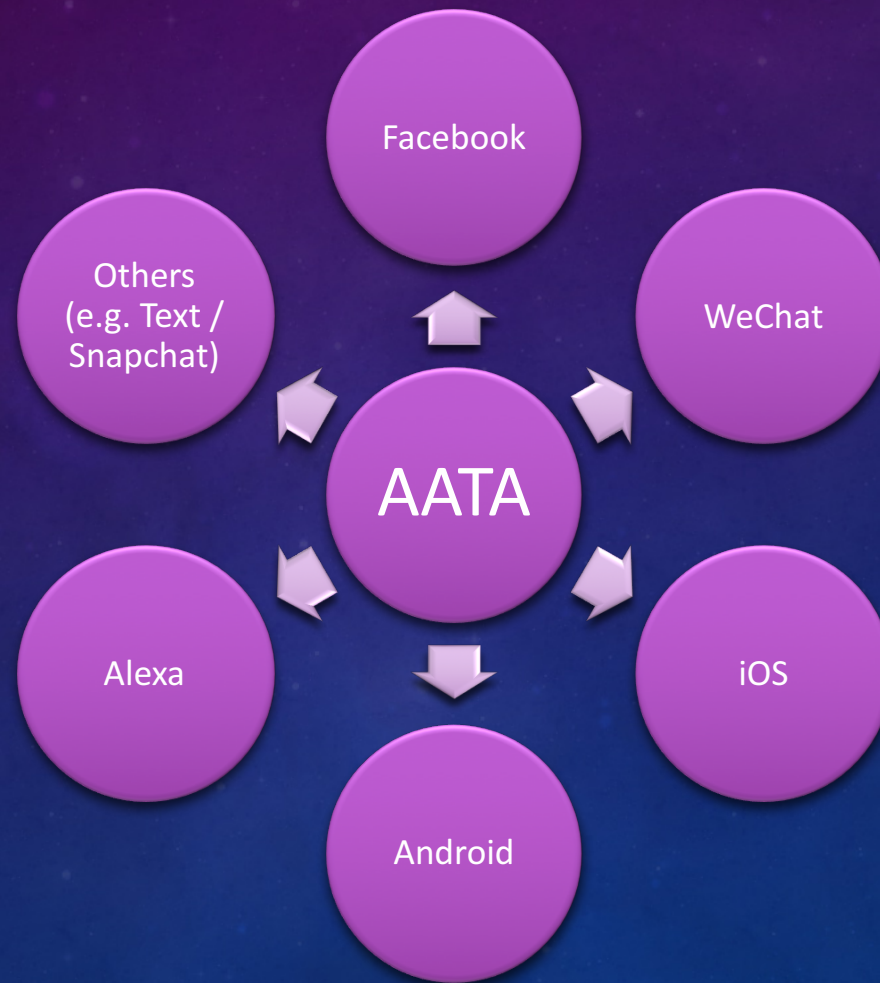 Facebook
WeChat
iOS
Android
Alexa
Others
(e.g. Text /
Snapchat)
AATA